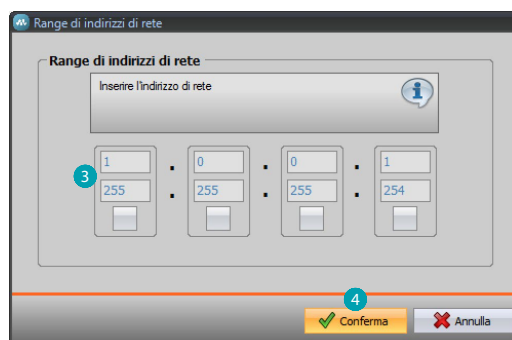 Range di indirizzi di rete
Range di indirizzi di rete
Inserire l'indirizzo di rete
1 . 0 . 0 . 1
3
255 . 255 . 255 . 254
4
Conferma
Annulla